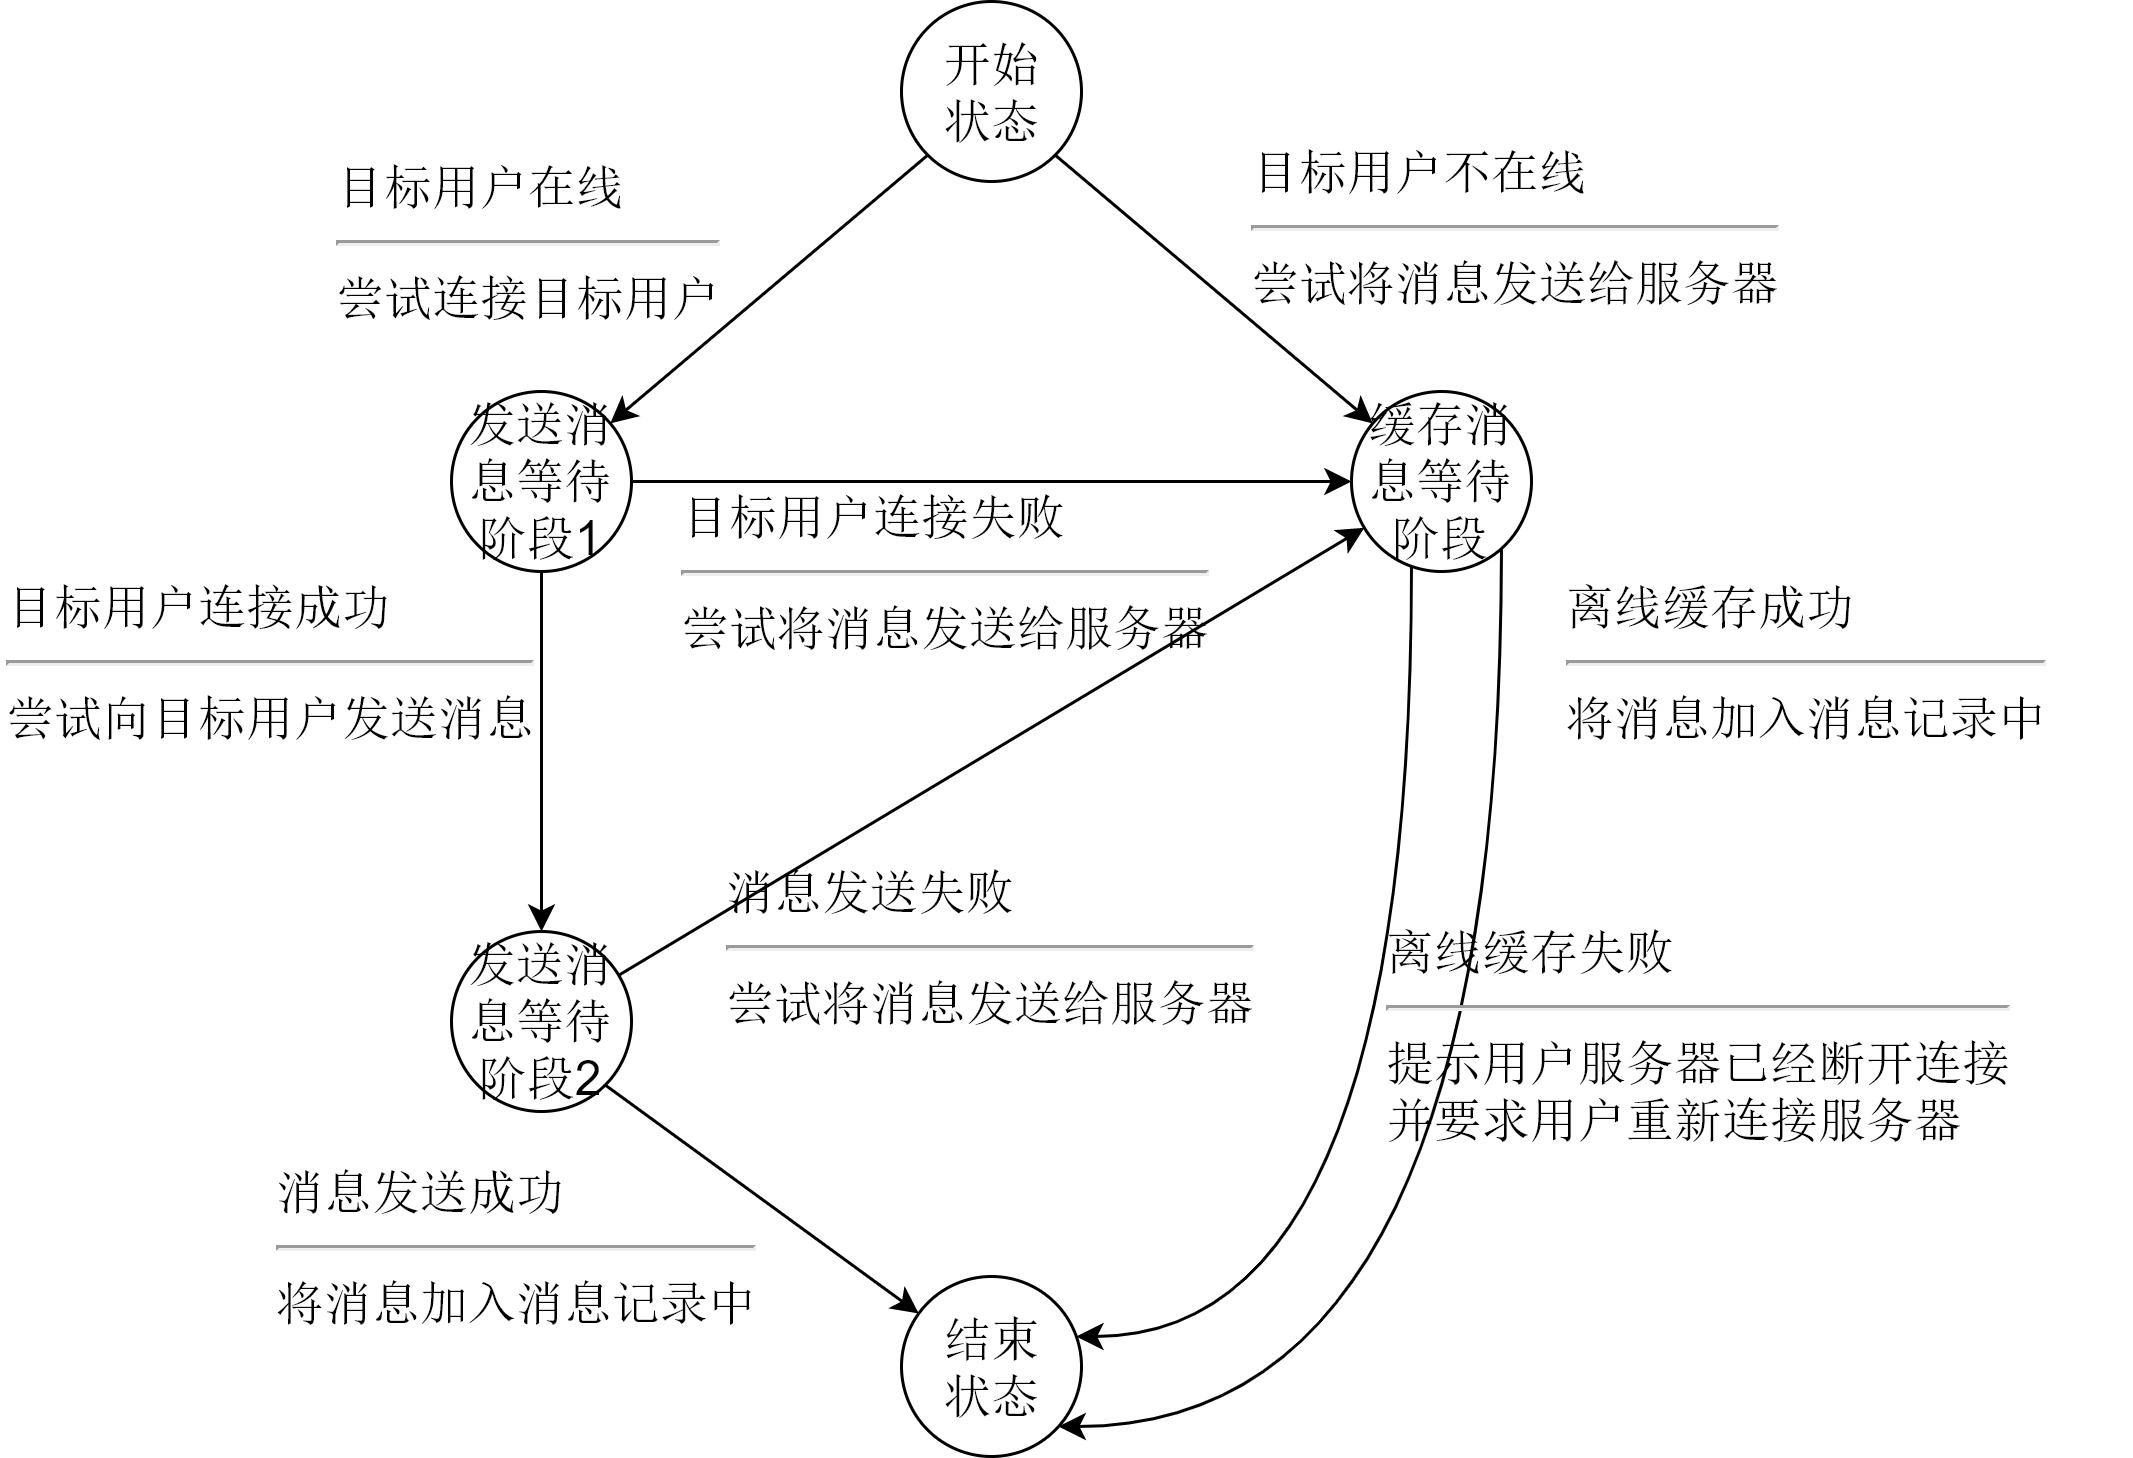 开始
状态
目标用户在线
尝试连接目标用户
目标用户不在线
尝试将消息发送给服务器
发送消
息等待
阶段1
缓存消
息等待
阶段
目标用户连接失败
尝试将消息发送给服务器
目标用户连接成功
尝试向目标用户发送消息
离线缓存成功
将消息加入消息记录中
消息发送失败
尝试将消息发送给服务器
离线缓存失败
提示用户服务器已经断开连接
并要求用户重新连接服务器
发送消
息等待
阶段2
消息发送成功
将消息加入消息记录中
结束
状态